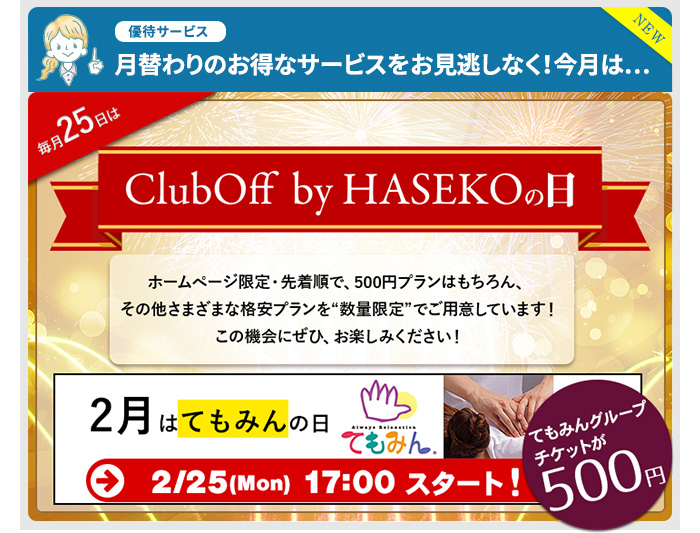 優待サービス
月替わりのお得なサービスをお見逃しなく!今月は…
NEW
毎月25日は
ClubOff by HASEKOの日
ホームページ限定・先着順で、500円プランはもちろん、
その他さまざまな格安プランを“数量限定”でご用意しています!
この機会にぜひ、お楽しみください!
2月はてもみんの日
Always Relaxation
てもみん®
てもみんグループ
チケットが
500円
2/25(Mon) 17:00 スタート!